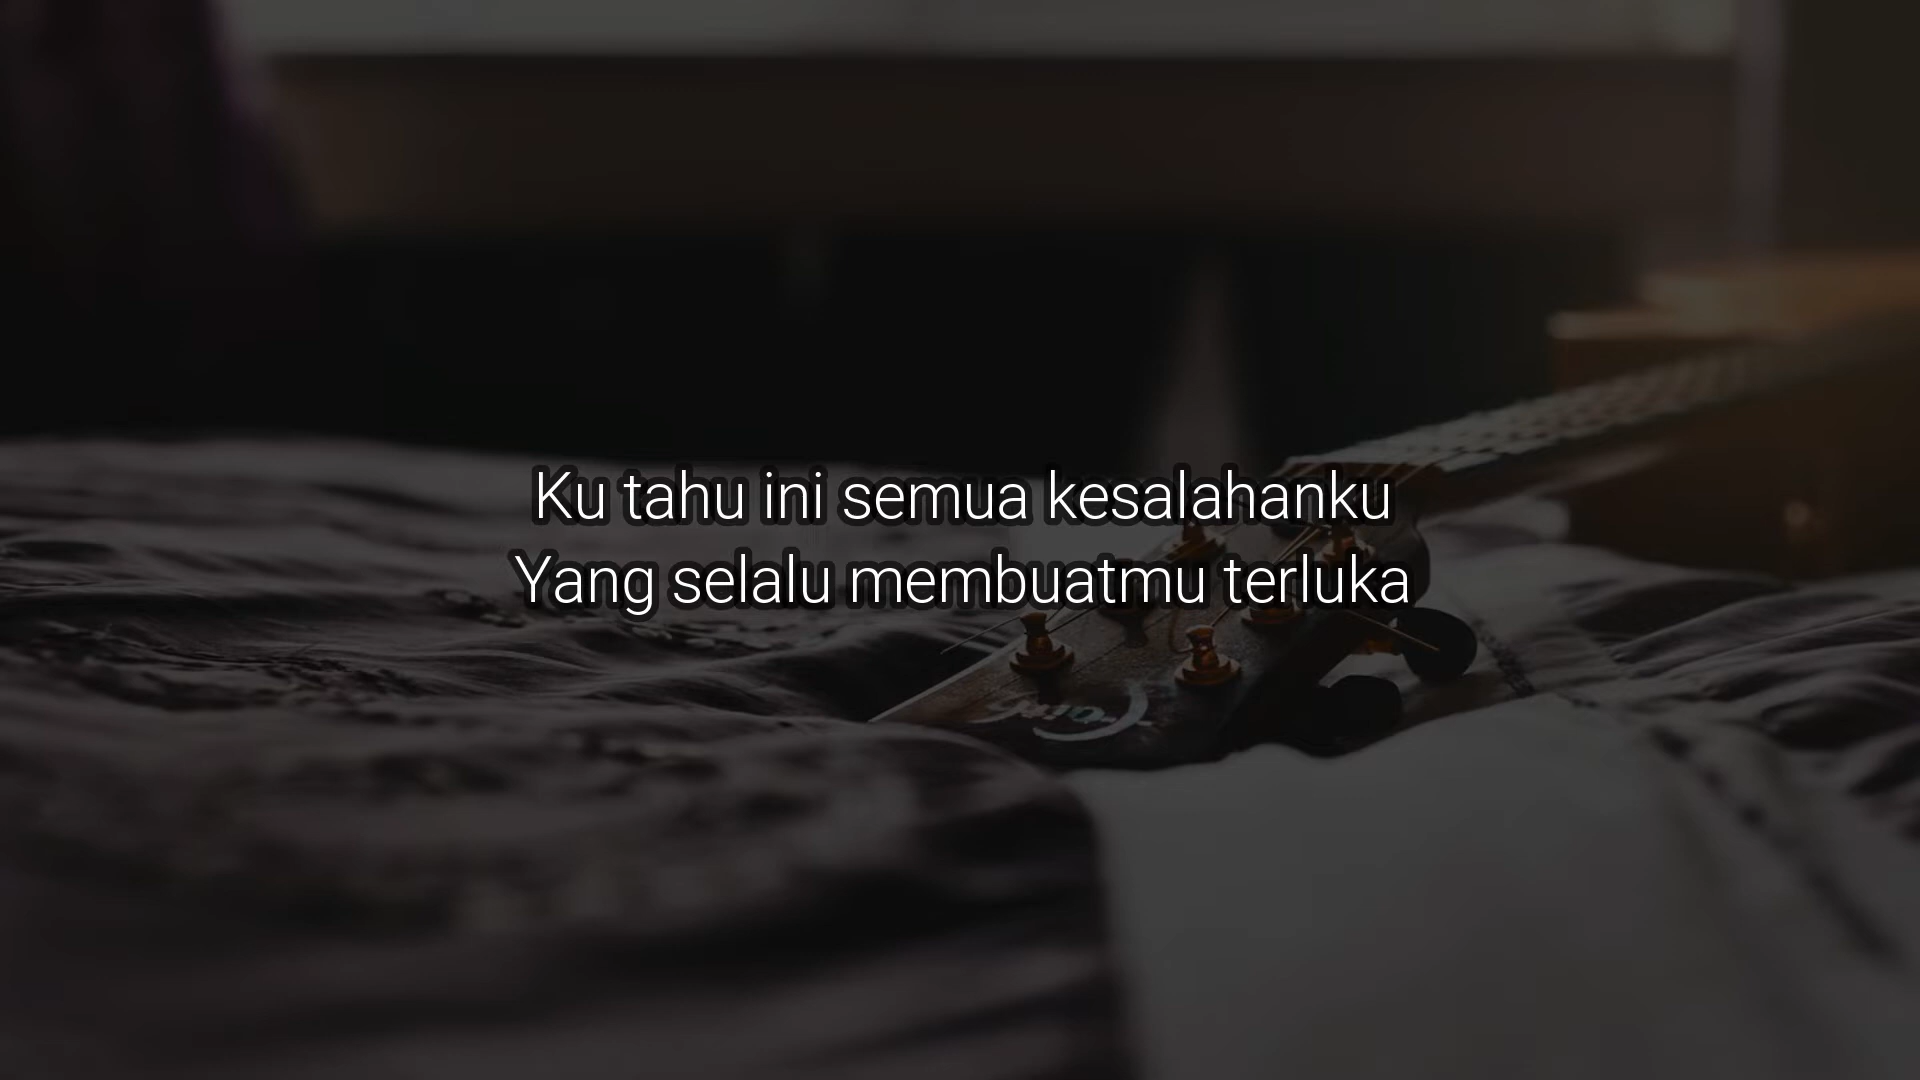 Ku tahu ini semua kesalahanku
Yang selalu membuatmu terluka